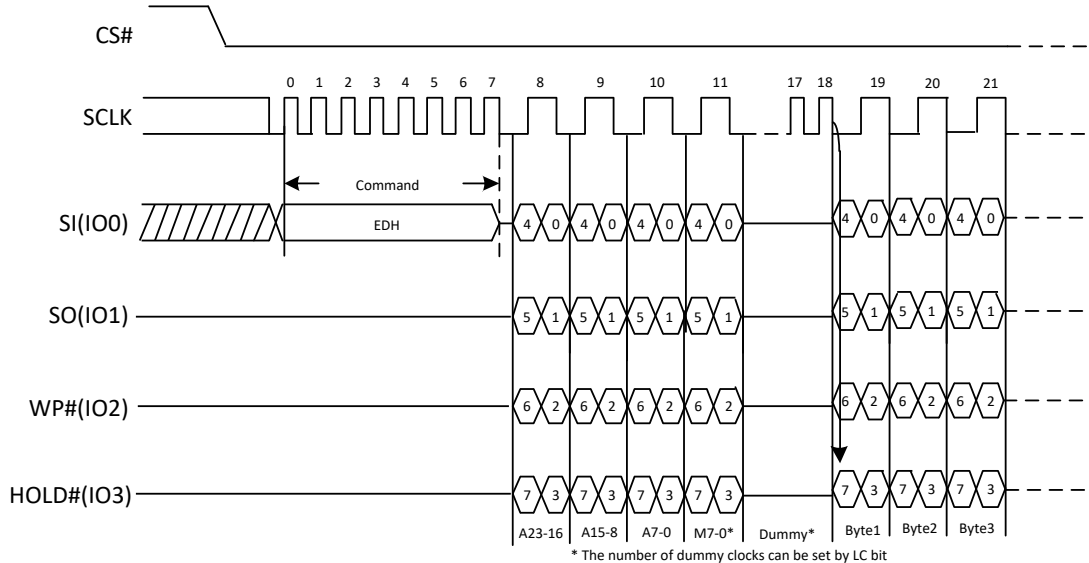 CS#
0 1 2 3 4 5 6 7 8 9 10 11 17 18 19 20 21
SCLK
Command
SI(IO0) EDH 4 0 4 0 4 0 4 0 4 0 4 0 4 0
SO(IO1) 5 1 5 1 5 1 5 1 5 1 5 1 5 1
WP#(IO2) 6 2 6 2 6 2 6 2 6 2 6 2 6 2
HOLD#(IO3) 7 3 7 3 7 3 7 3 7 3 7 3 7 3
A23-16 A15-8 A7-0 M7-0* Dummy* Byte1 Byte2 Byte3
* The number of dummy clocks can be set by LC bit